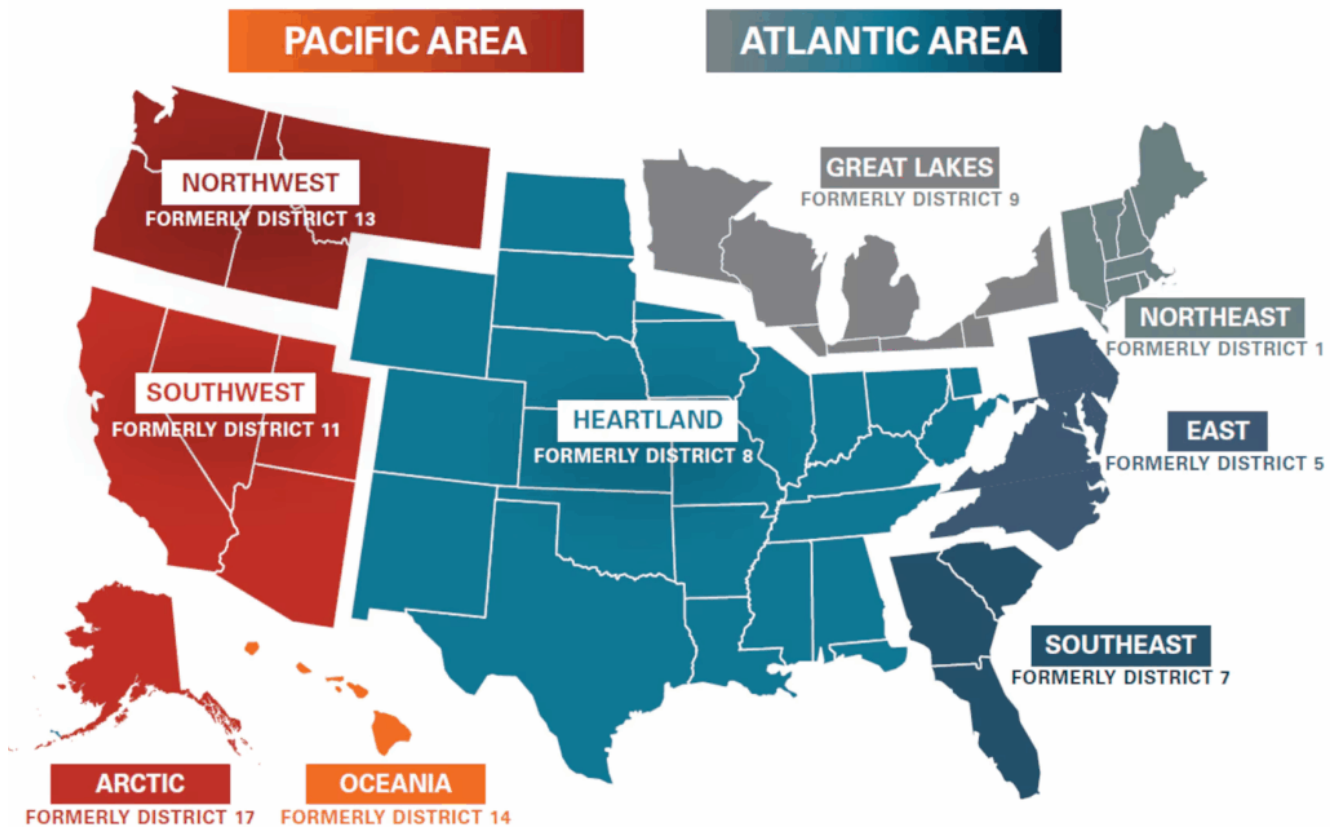 PACIFIC AREA
ATLANTIC AREA
NORTHWEST
FORMERLY DISTRICT 13
GREAT LAKES
FORMERLY DISTRICT 9
NORTHEAST
FORMERLY DISTRICT 1
SOUTHWEST
FORMERLY DISTRICT 11
HEARTLAND
FORMERLY DISTRICT 8
EAST
FORMERLY DISTRICT 5
SOUTHEAST
FORMERLY DISTRICT 7
ARCTIC
FORMERLY DISTRICT 17
OCEANIA
FORMERLY DISTRICT 14